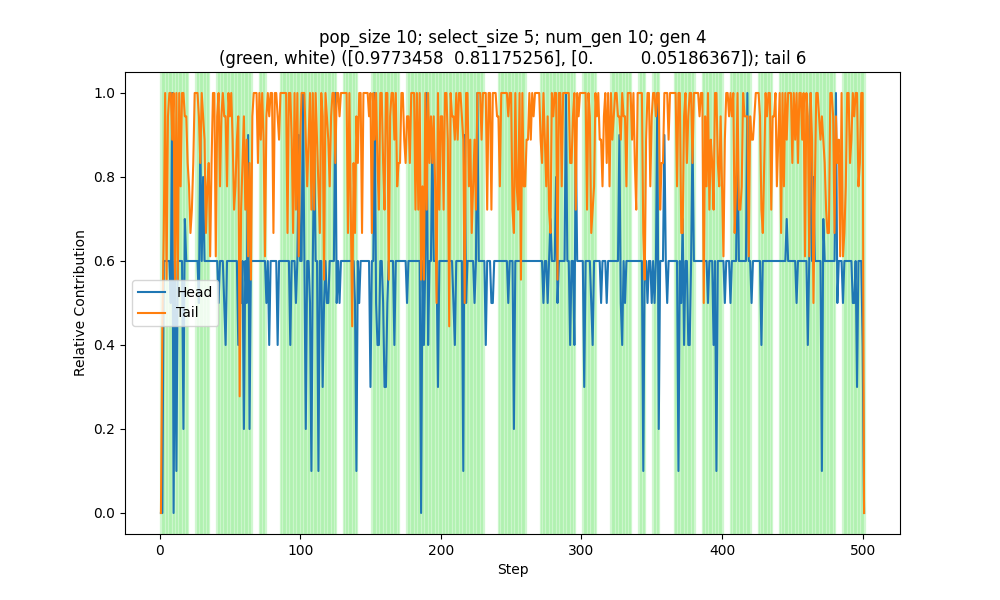 pop_size 10; select_size 5; num_gen 10; gen 4
(green, white) ([0.9773458  0.81175256], [0.         0.05186367]); tail 6
1.0
0.8
0.6
0.4
0.2
0.0
Relative Contribution
Head
Tail
0 100 200 300 400 500
Step